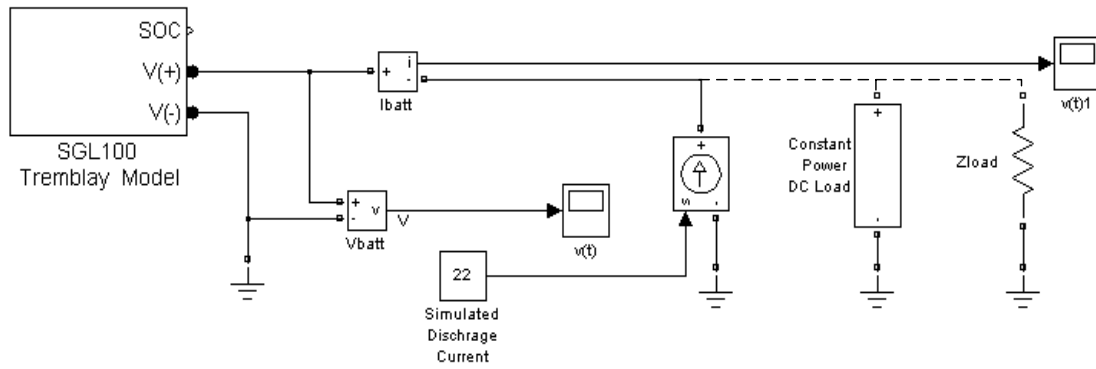 SOC
V(+)
V(-)
SGL100
Tremblay Model
+
i
-
Ibatt
v(t)1
+
-
v
Vbatt
V
v(t)
22
Simulated
Dischrage
Current
+
s
-
Constant
Power
DC Load
+
-
Zload